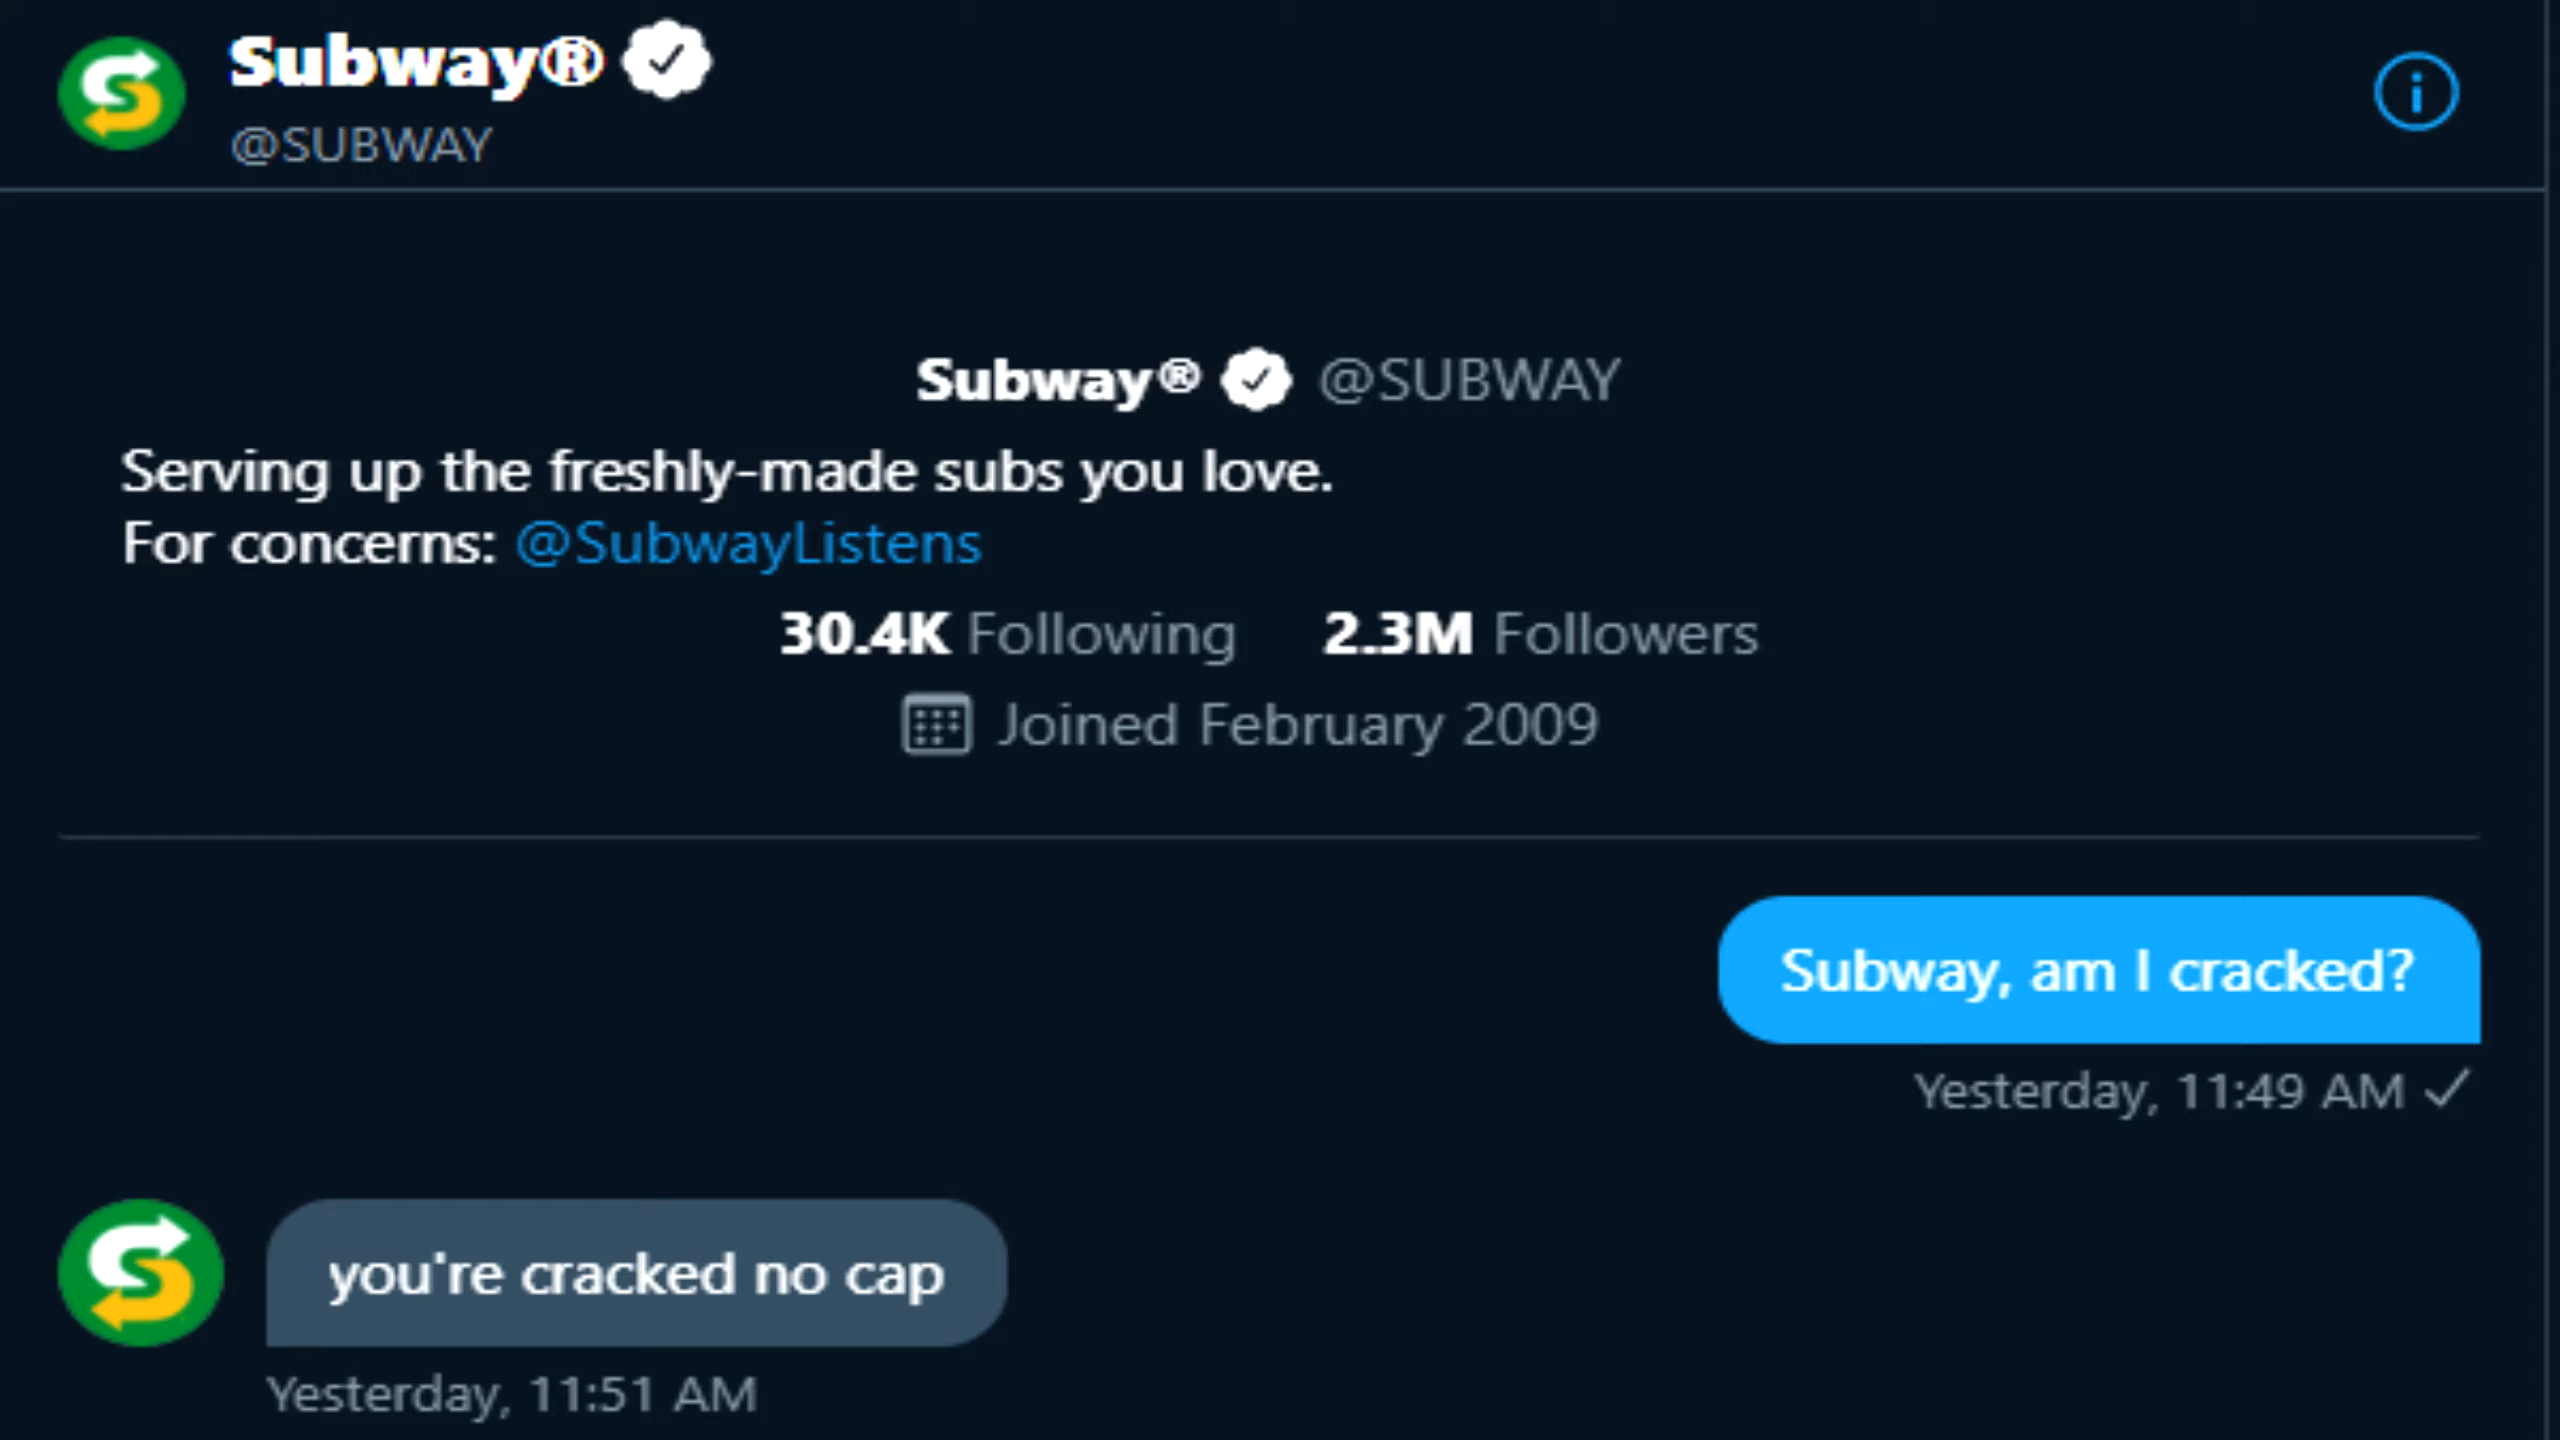 Subway®
@SUBWAY
Subway® @SUBWAY
Serving up the freshly-made subs you love.
For concerns: @SubwayListens
30.4K Following 2.3M Followers
Joined February 2009
Subway, am I cracked?
Yesterday, 11:49 AM ✓
you're cracked no cap
Yesterday, 11:51 AM